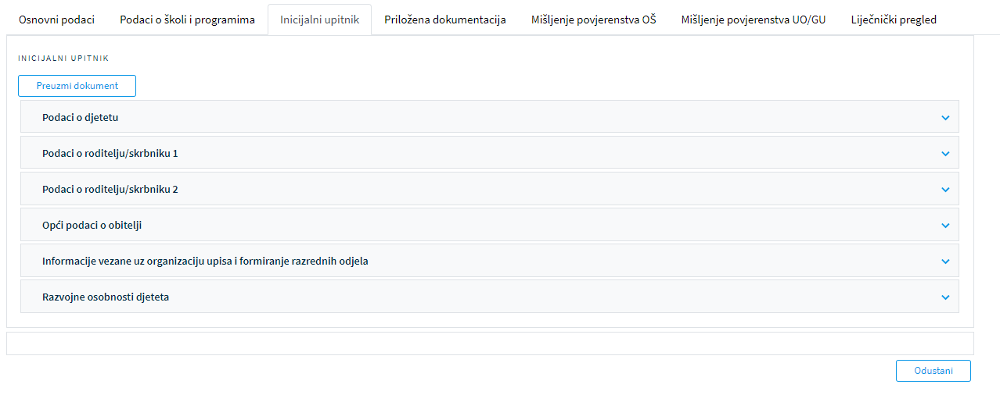 Osnovni podaci Podaci o školi i programima Inicijalni upitnik Priložena dokumentacija Mišljenje povjerenstva OŠ Mišljenje povjerenstva UO/GU Liječnički pregled
INICIJALNI UPITNIK
Preuzmi dokument
Podaci o djetetu
Podaci o roditelju/skrbniku 1
Podaci o roditelju/skrbniku 2
Opći podaci o obitelji
Informacije vezane uz organizaciju upisa i formiranje razrednih odjela
Razvojne osobnosti djeteta
Odustani